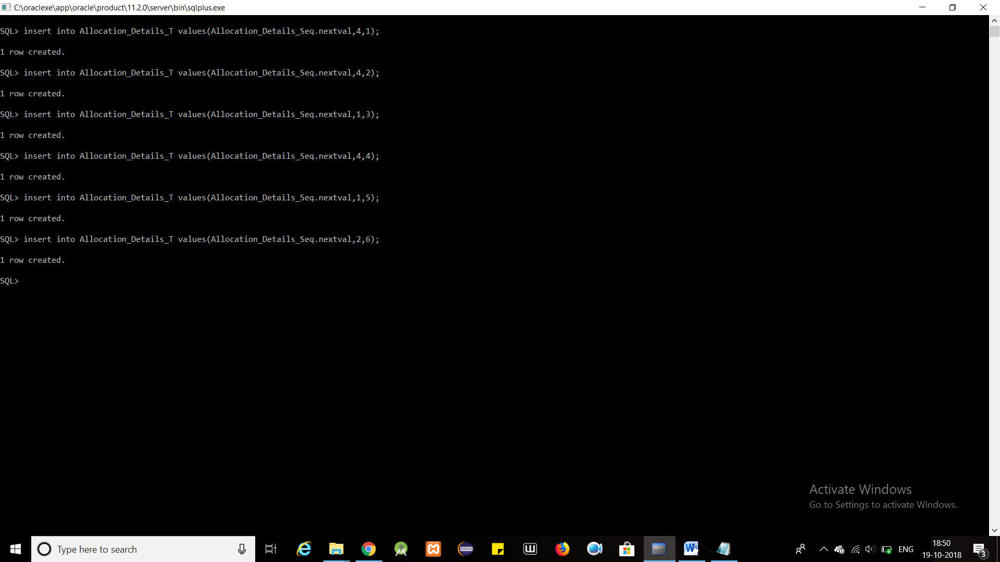 C:\oraclexe\app\oracle\product\11.2.0\server\bin\sqlplus.exe
SQL> insert into Allocation_Details_T values(Allocation_Details_Seq.nextval,4,1);
1 row created.
SQL> insert into Allocation_Details_T values(Allocation_Details_Seq.nextval,4,2);
1 row created.
SQL> insert into Allocation_Details_T values(Allocation_Details_Seq.nextval,1,3);
1 row created.
SQL> insert into Allocation_Details_T values(Allocation_Details_Seq.nextval,4,4);
1 row created.
SQL> insert into Allocation_Details_T values(Allocation_Details_Seq.nextval,1,5);
1 row created.
SQL> insert into Allocation_Details_T values(Allocation_Details_Seq.nextval,2,6);
1 row created.
SQL>
Activate Windows
Go to Settings to activate Windows.
Type here to search
SQL>
ENG
18:50
19-10-2018
3